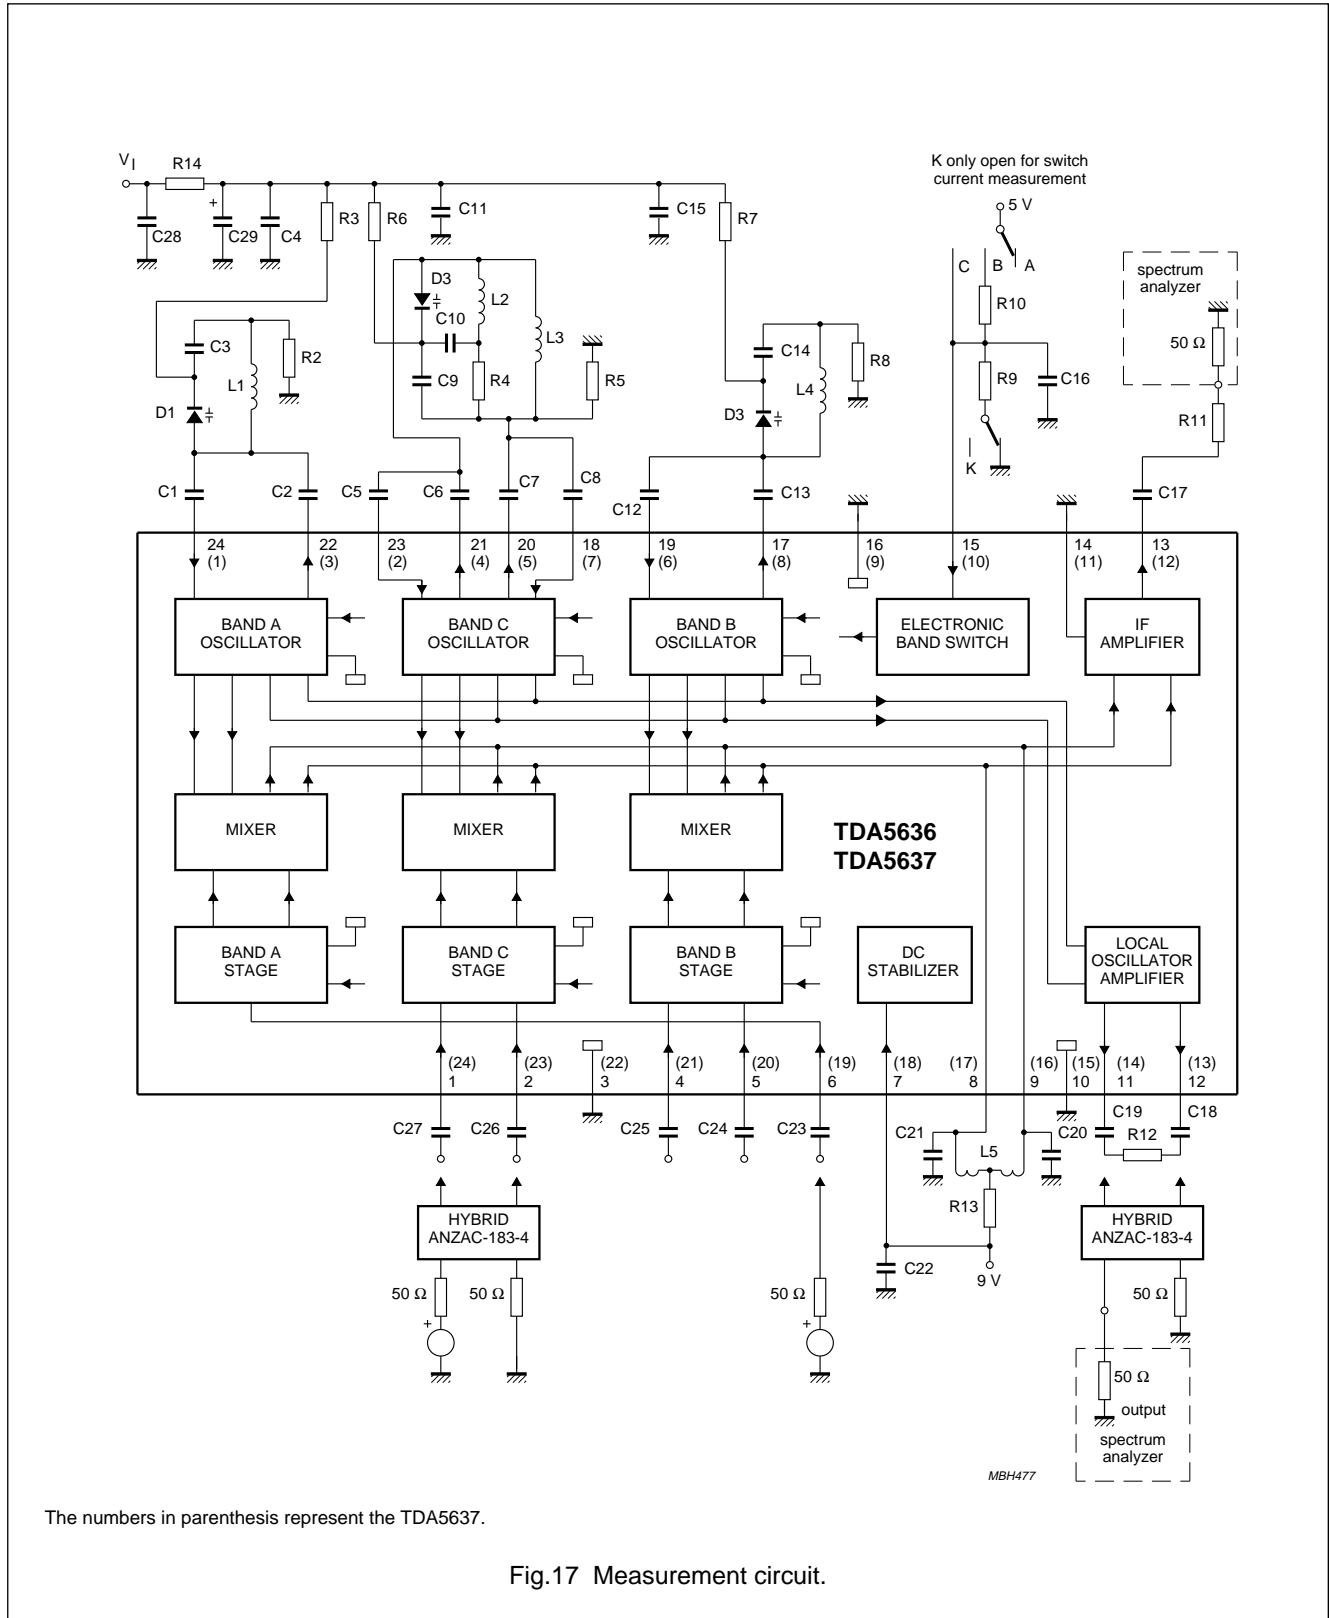 V I
R14
K only open for switch
current measurement
5 V
C28
+
C29
C4
R3
R6
C11
C15
R7
C
B
A
R10
spectrum
analyzer
50 Ω
D3
L2
C10
L3
C3
L1
R2
C9
R4
R5
C14
L4
R8
R9
C16
D1
D3
R11
K
C1
C2
C5
C6
C7
C8
C12
C13
C17
24
(1)
22
(3)
23
(2)
21
(4)
20
(5)
18
(7)
19
(6)
17
(8)
16
(9)
15
(10)
14
(11)
13
(12)
BAND A
OSCILLATOR
BAND C
OSCILLATOR
BAND B
OSCILLATOR
ELECTRONIC
BAND SWITCH
IF
AMPLIFIER
MIXER
MIXER
MIXER
TDA5636
TDA5637
BAND A
STAGE
BAND C
STAGE
BAND B
STAGE
DC
STABILIZER
LOCAL
OSCILLATOR
AMPLIFIER
(24)
1
(23)
2
(22)
3
(21)
4
(20)
5
(19)
6
(18)
7
(17)
8
(16)
9
(15)
10
(14)
11
(13)
12
C27
C26
C25
C24
C23
C21
L5
C20
C19
R12
C18
R13
HYBRID
ANZAC-183-4
HYBRID
ANZAC-183-4
C22
9 V
50 Ω
50 Ω
50 Ω
50 Ω
+
+
50 Ω
output
spectrum
analyzer
MBH477
The numbers in parenthesis represent the TDA5637.
Fig.17 Measurement circuit.